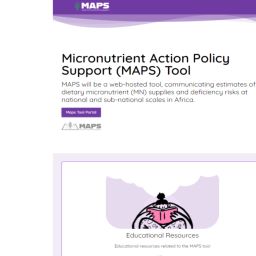 MAPS
Micronutrient Action Policy
Support (MAPS) Tool
MAPS will be a web-hosted tool, communicating estimates of
dietary micronutrient (MN) supplies and deficiency risks at
national and sub-national scales in Africa.
Maps Tool Portal
MAPS
Educational Resources
Educational resources related to the MAPS tool